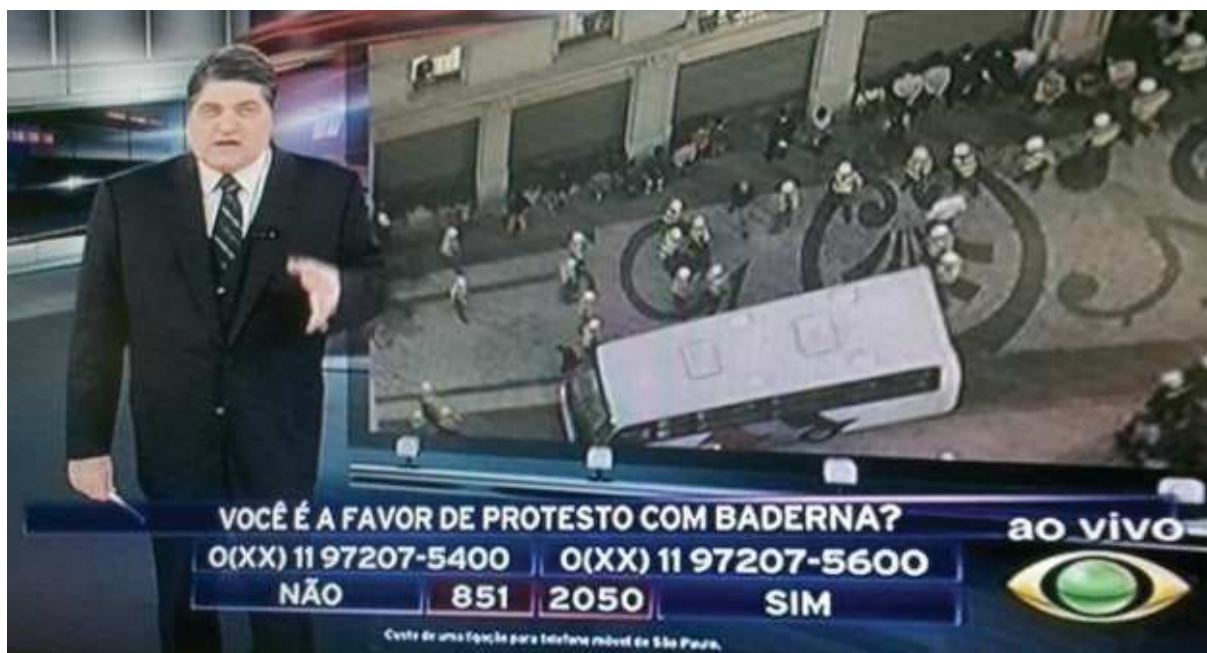 VOCÊ É A FAVOR DE PROTESTO COM BADERNA?
ao vivo
0(XX) 11 97207-5400 0(XX) 11 97207-5600
NÃO 851 2050 SIM
Custo de uma ligação para telefone móvel de São Paulo.